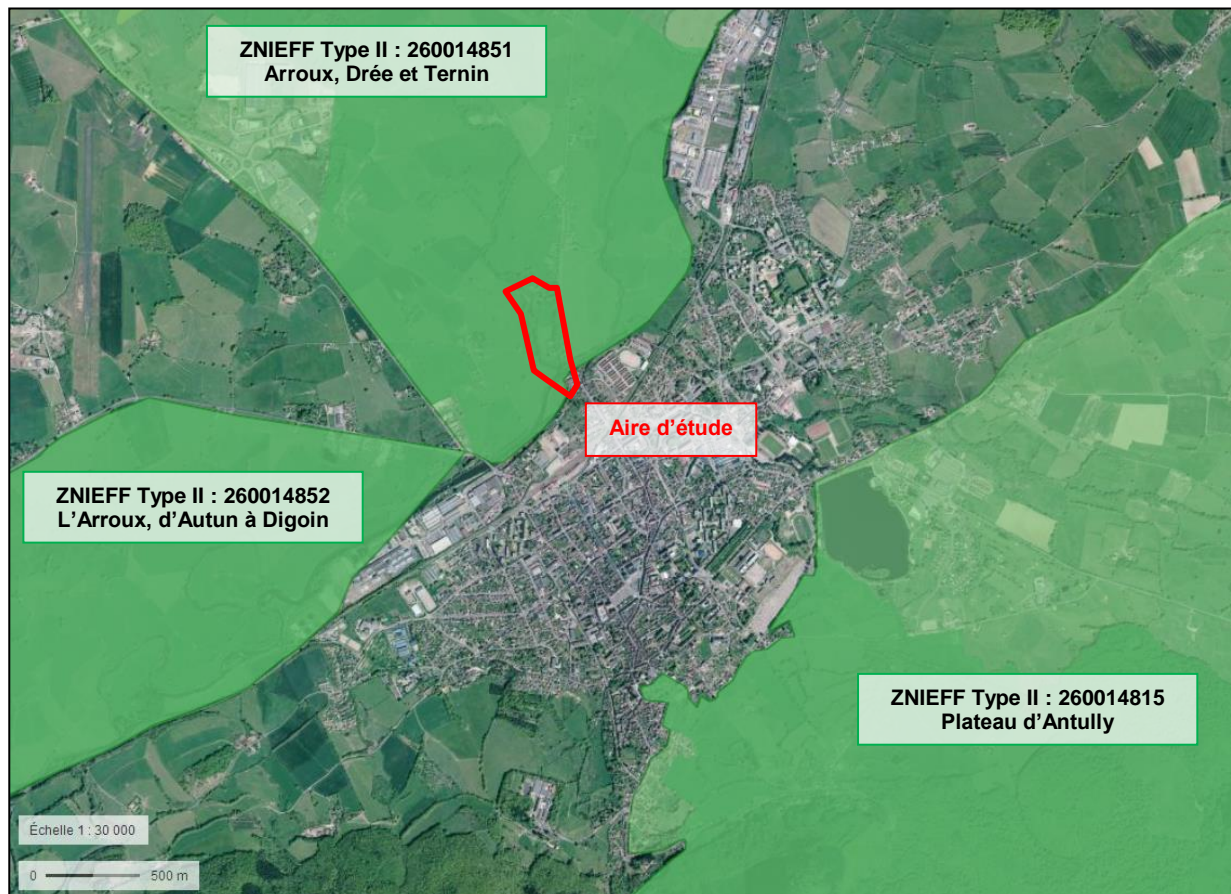 ZNIEFF Type II : 260014851
Arroux, Drée et Ternin
Aire d'étude
ZNIEFF Type II : 260014852
L'Arroux, d'Autun à Digoin
ZNIEFF Type II : 260014815
Plateau d'Antully
Échelle 1 : 30 000
0 500 m